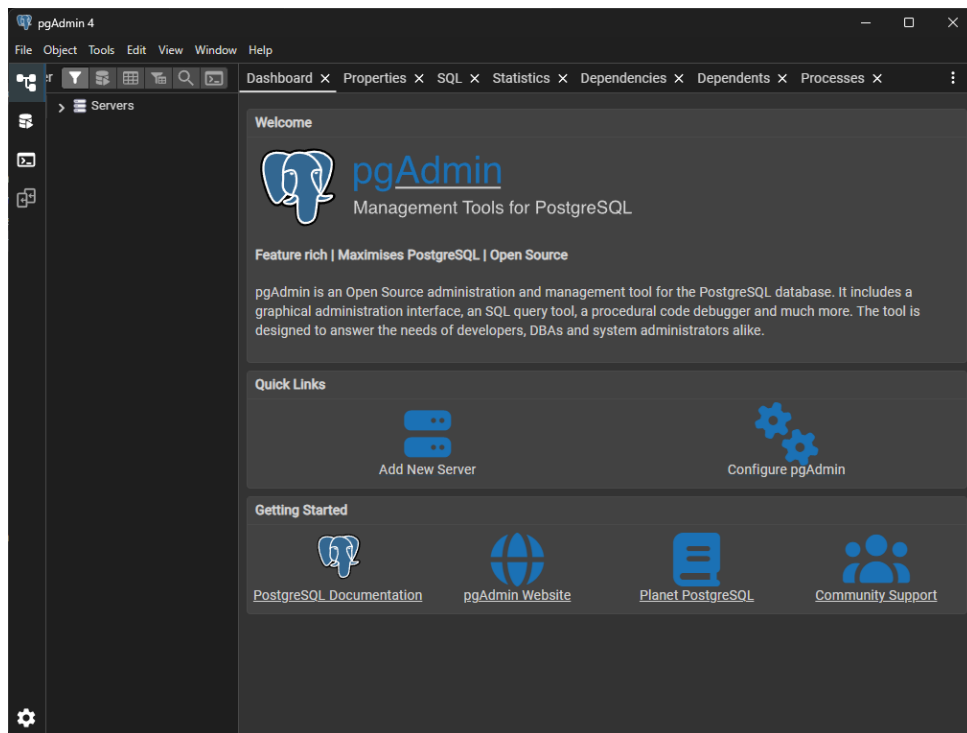 pgAdmin 4
File Object Tools Edit View Window Help
Dashboard Properties SQL Statistics Dependencies Dependents Processes
Servers
Welcome
pgAdmin
Management Tools for PostgreSQL
Feature rich | Maximises PostgreSQL | Open Source
pgAdmin is an Open Source administration and management tool for the PostgreSQL database. It includes a
graphical administration interface, an SQL query tool, a procedural code debugger and much more. The tool is
designed to answer the needs of developers, DBAs and system administrators alike.
Quick Links
Add New Server Configure pgAdmin
Getting Started
PostgreSQL Documentation pgAdmin Website Planet PostgreSQL Community Support